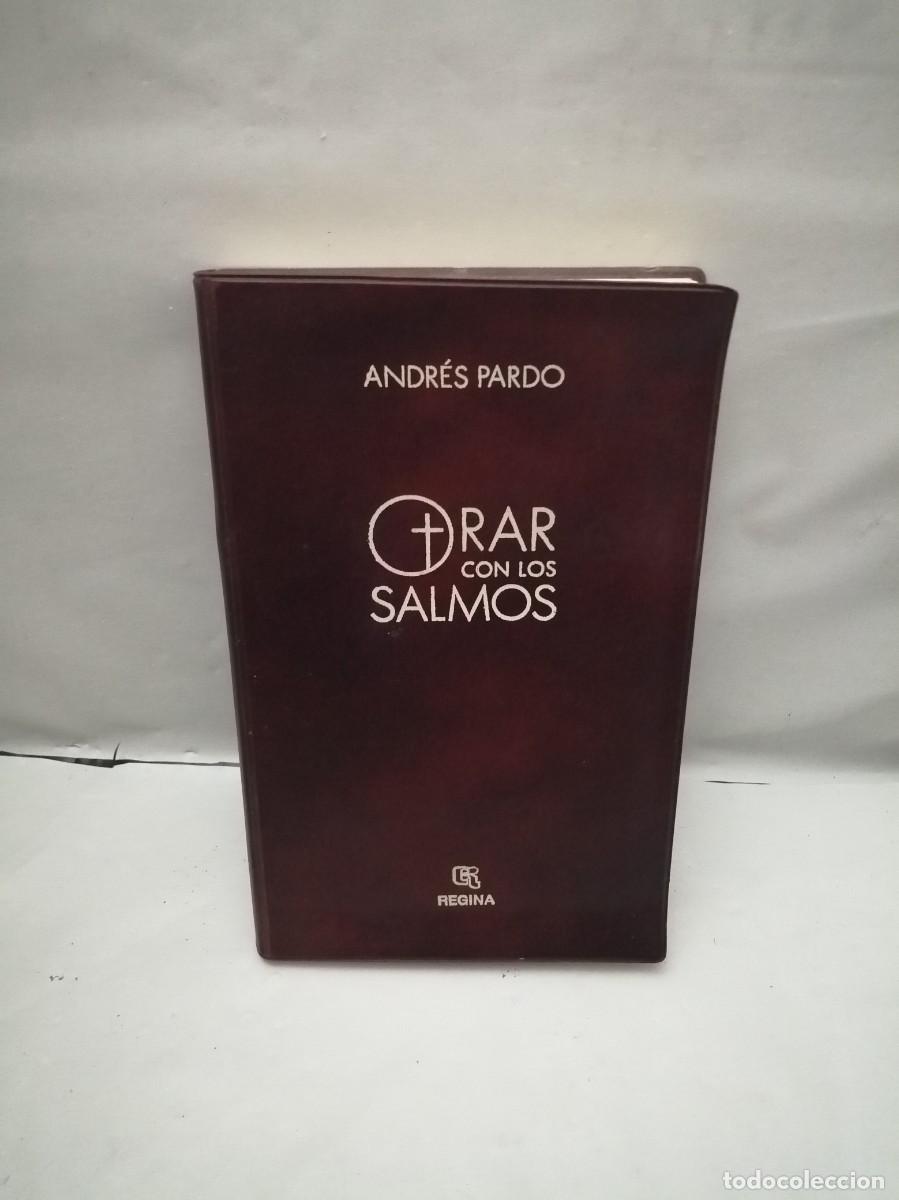 ANDRÉS PARDO
ORAR
CON LOS
SALMOS
REGINA
todocoleccion